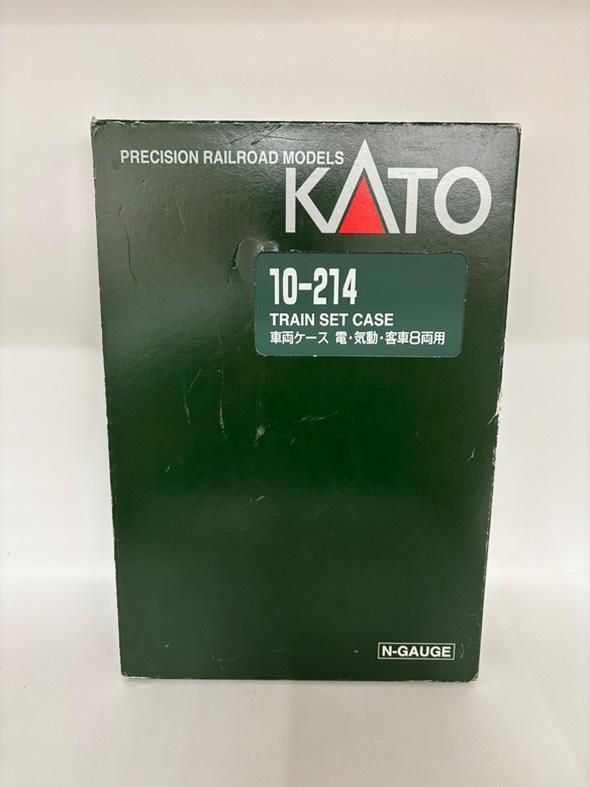 PRECISION RAILROAD MODELS
KATO
10-214
TRAIN SET CASE
車両ケース 電・気動・客車8両用
N-GAUGE